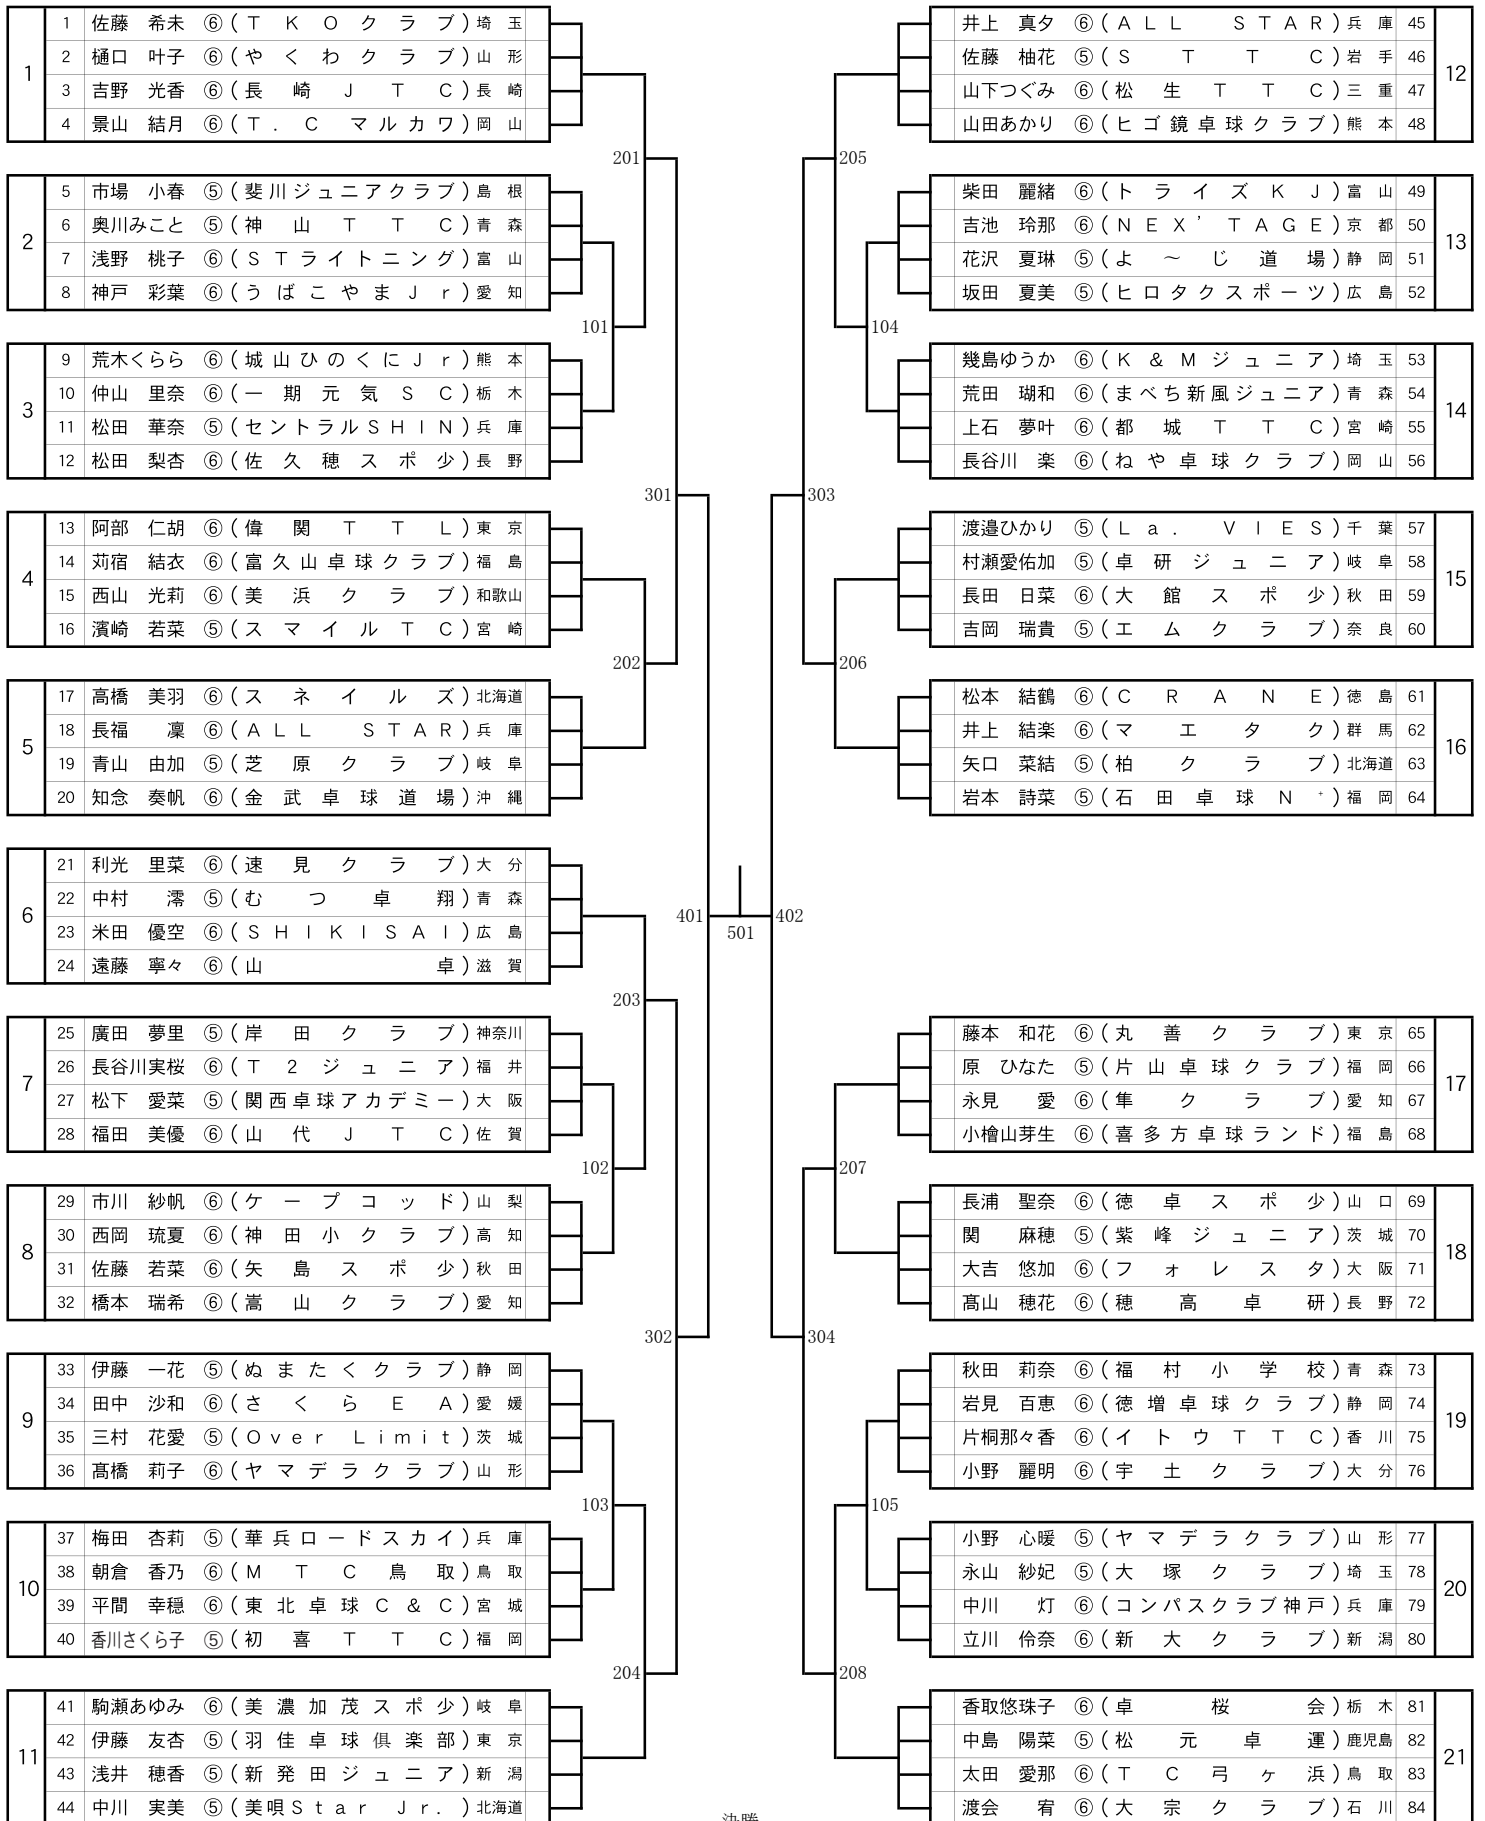 1
1 佐藤 希未 ⑥(TKOクラブ)埼玉
2 樋口 叶子 ⑥(やくわクラブ)山形
3 吉野 光香 ⑥(長崎JTC)長崎
4 景山 結月 ⑥(T.Cマルカワ)岡山
2
5 市場 小春 ⑤(斐川ジュニアクラブ)島根
6 奥川みこと ⑤(神山TTC)青森
7 浅野 桃子 ⑥(STライトニング)富山
8 神戸 彩葉 ⑥(うばこやまJr)愛知
3
9 荒木くらら ⑥(城山ひのくにJr)熊本
10 仲山 里奈 ⑥(一期元気SC)栃木
11 松田 華奈 ⑤(セントラルSHIN)兵庫
12 松田 梨杏 ⑥(佐久穂スポ少)長野
4
13 阿部 仁胡 ⑥(偉関TTL)東京
14 苅宿 結衣 ⑥(富久山卓球クラブ)福島
15 西山 光莉 ⑥(美浜クラブ)和歌山
16 濱崎 若菜 ⑤(スマイルTC)宮崎
5
17 高橋 美羽 ⑥(スネイルズ)北海道
18 長福 凜 ⑥(ALL STAR)兵庫
19 青山 由加 ⑤(芝原クラブ)岐阜
20 知念 奏帆 ⑥(金武卓球道場)沖縄
6
21 利光 里菜 ⑥(速見クラブ)大分
22 中村 澪 ⑤(むつ卓翔)青森
23 米田 優空 ⑥(SHIKISAI)広島
24 遠藤 寧々 ⑥(山卓)滋賀
7
25 廣田 夢里 ⑤(岸田クラブ)神奈川
26 長谷川実桜 ⑥(T2ジュニア)福井
27 松下 愛菜 ⑤(関西卓球アカデミー)大阪
28 福田 美優 ⑥(山代JTC)佐賀
8
29 市川 紗帆 ⑥(ケープコッド)山梨
30 西岡 琉夏 ⑥(神田小クラブ)高知
31 佐藤 若菜 ⑥(矢島スポ少)秋田
32 橋本 瑞希 ⑥(嵩山クラブ)愛知
9
33 伊藤 一花 ⑤(ぬまたくクラブ)静岡
34 田中 沙和 ⑥(さくらEA)愛媛
35 三村 花愛 ⑤(Over Limit)茨城
36 髙橋 莉子 ⑥(ヤマデラクラブ)山形
10
37 梅田 杏莉 ⑤(華兵ロードスカイ)兵庫
38 朝倉 香乃 ⑥(MTC鳥取)鳥取
39 平間 幸穏 ⑥(東北卓球C&C)宮城
40 香川さくら子 ⑤(初喜TTC)福岡
11
41 駒瀬あゆみ ⑥(美濃加茂スポ少)岐阜
42 伊藤 友杏 ⑤(羽佳卓球倶楽部)東京
43 浅井 穂香 ⑤(新発田ジュニア)新潟
44 中川 実美 ⑤(美唄Star Jr.)北海道
201
101
301
202
401
203
102
302
103
204
501
402
205
104
303
206
207
304
105
208
決勝
井上 真夕 ⑥(ALL STAR)兵庫 45
佐藤 柚花 ⑤(STTC)岩手 46
山下つぐみ ⑥(松生TTC)三重 47
山田あかり ⑥(ヒゴ鏡卓球クラブ)熊本 48
12
柴田 麗緒 ⑥(トライズKJ)富山 49
吉池 玲那 ⑥(NEX'TAGE)京都 50
花沢 夏琳 ⑤(よ〜じ道場)静岡 51
坂田 夏美 ⑤(ヒロタクスポーツ)広島 52
13
幾島ゆうか ⑥(K&Mジュニア)埼玉 53
荒田 瑚和 ⑥(まべち新風ジュニア)青森 54
上石 夢叶 ⑥(都城TTC)宮崎 55
長谷川 楽 ⑥(ねや卓球クラブ)岡山 56
14
渡邉ひかり ⑤(La.VIES)千葉 57
村瀬愛佑加 ⑤(卓研ジュニア)岐阜 58
長田 日菜 ⑥(大館スポ少)秋田 59
吉岡 瑞貴 ⑤(エムクラブ)奈良 60
15
松本 結鶴 ⑥(CRANE)徳島 61
井上 結楽 ⑥(マエタク)群馬 62
矢口 菜結 ⑤(柏クラブ)北海道 63
岩本 詩菜 ⑤(石田卓球N⁺)福岡 64
16
藤本 和花 ⑥(丸善クラブ)東京 65
原 ひなた ⑤(片山卓球クラブ)福岡 66
永見 愛 ⑥(隼クラブ)愛知 67
小檜山芽生 ⑥(喜多方卓球ランド)福島 68
17
長浦 聖奈 ⑥(徳卓スポ少)山口 69
関 麻穂 ⑤(紫峰ジュニア)茨城 70
大吉 悠加 ⑥(フォレスタ)大阪 71
髙山 穂花 ⑥(穂高卓研)長野 72
18
秋田 莉奈 ⑥(福村小学校)青森 73
岩見 百恵 ⑥(徳増卓球クラブ)静岡 74
片桐那々香 ⑥(イトウTTC)香川 75
小野 麗明 ⑥(宇土クラブ)大分 76
19
小野 心暖 ⑤(ヤマデラクラブ)山形 77
永山 紗妃 ⑤(大塚クラブ)埼玉 78
中川 灯 ⑥(コンパスクラブ神戸)兵庫 79
立川 伶奈 ⑥(新大クラブ)新潟 80
20
香取悠珠子 ⑥(卓桜会)栃木 81
中島 陽菜 ⑤(松元卓運)鹿児島 82
太田 愛那 ⑥(TC弓ヶ浜)鳥取 83
渡会 宥 ⑥(大宗クラブ)石川 84
21